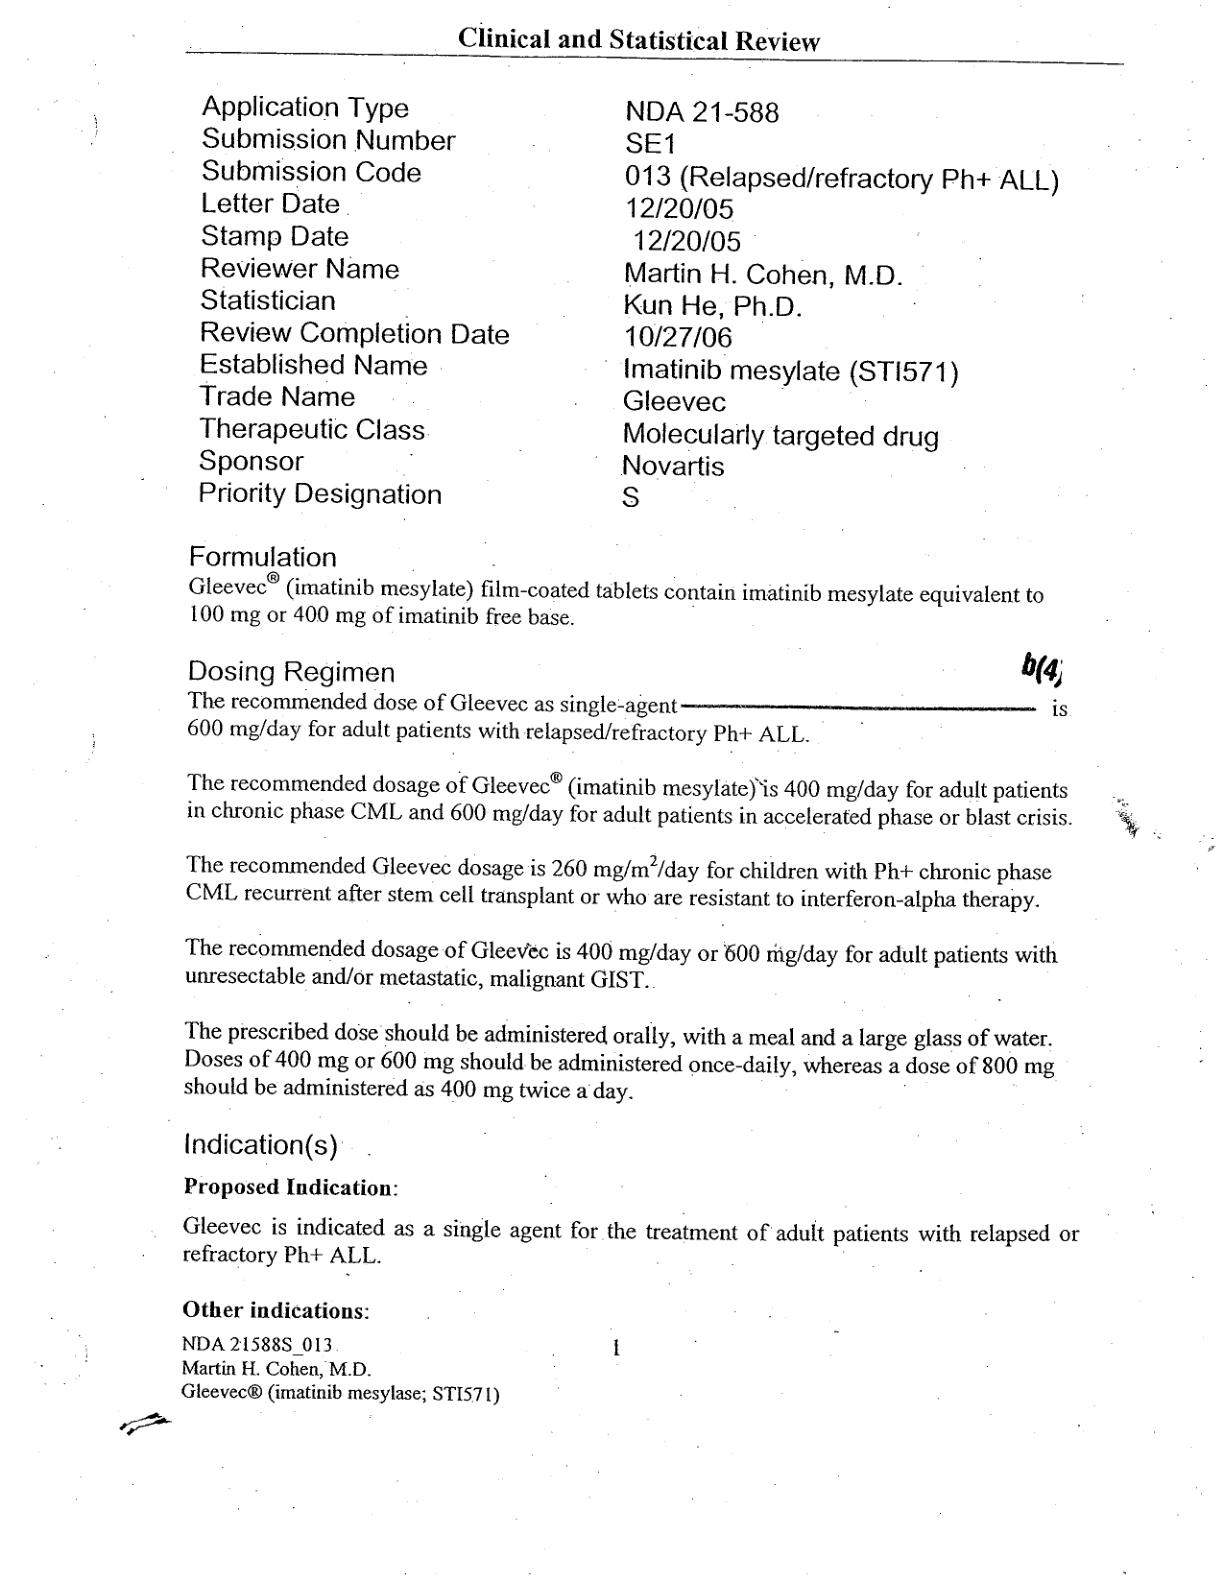 Clinical and Statistical Review
Application Type NDA 21-588
Submission Number SE1
Submission Code 013 (Relapsed/refractory Ph+ ALL)
Letter Date 12/20/05
Stamp Date 12/20/05
Reviewer Name Martin H. Cohen, M.D.
Statistician Kun He, Ph.D.
Review Completion Date 10/27/06
Established Name Imatinib mesylate (STI571)
Trade Name Gleevec
Therapeutic Class Molecularly targeted drug
Sponsor Novartis
Priority Designation S
Formulation
Gleevec® (imatinib mesylate) film-coated tablets contain imatinib mesylate equivalent to
100 mg or 400 mg of imatinib free base.
Dosing Regimen b(4)
The recommended dose of Gleevec as single-agent is
600 mg/day for adult patients with relapsed/refractory Ph+ ALL.
The recommended dosage of Gleevec® (imatinib mesylate) is 400 mg/day for adult patients
in chronic phase CML and 600 mg/day for adult patients in accelerated phase or blast crisis.
The recommended Gleevec dosage is 260 mg/m²/day for children with Ph+ chronic phase
CML recurrent after stem cell transplant or who are resistant to interferon-alpha therapy.
The recommended dosage of Gleevec is 400 mg/day or 600 mg/day for adult patients with
unresectable and/or metastatic, malignant GIST.
The prescribed dose should be administered orally, with a meal and a large glass of water.
Doses of 400 mg or 600 mg should be administered once-daily, whereas a dose of 800 mg
should be administered as 400 mg twice a day.
Indication(s)
Proposed Indication:
Gleevec is indicated as a single agent for the treatment of adult patients with relapsed or
refractory Ph+ ALL.
Other indications:
NDA 21588S_013 1
Martin H. Cohen, M.D.
Gleevec® (imatinib mesylase; STI571)